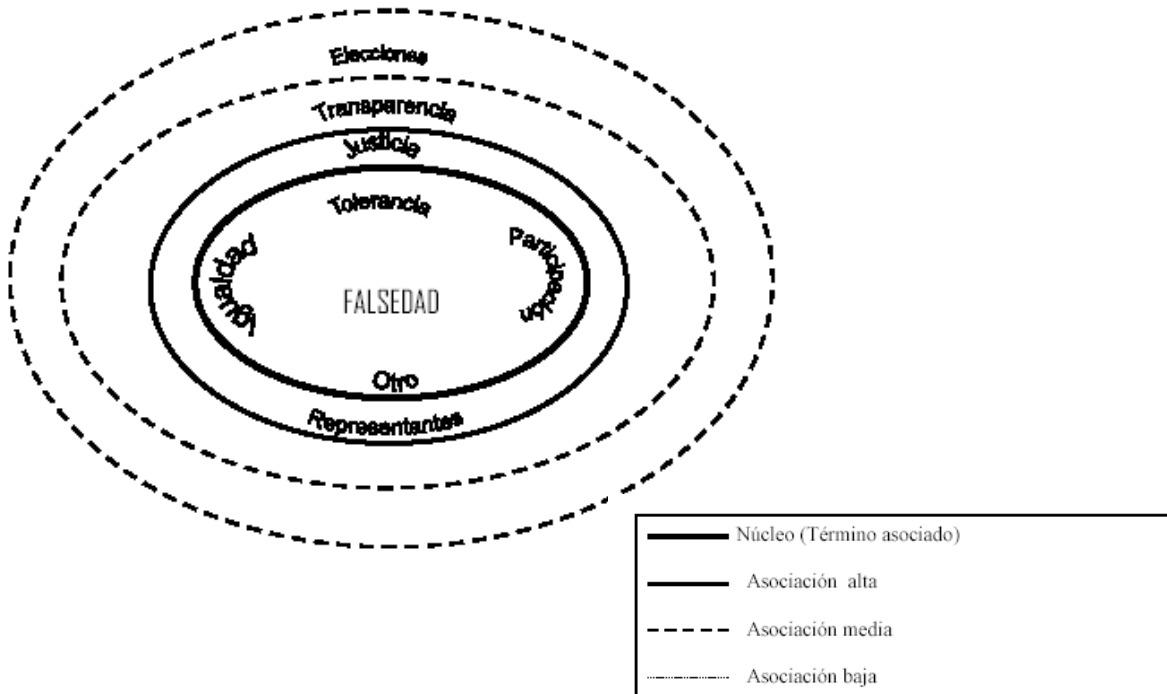 Elecciones
Transparencia
Justicia
Tolerancia
Igualdad
Participación
FALSEDAD
Otro
Representantes
Núcleo (Término asociado)
Asociación alta
Asociación media
Asociación baja